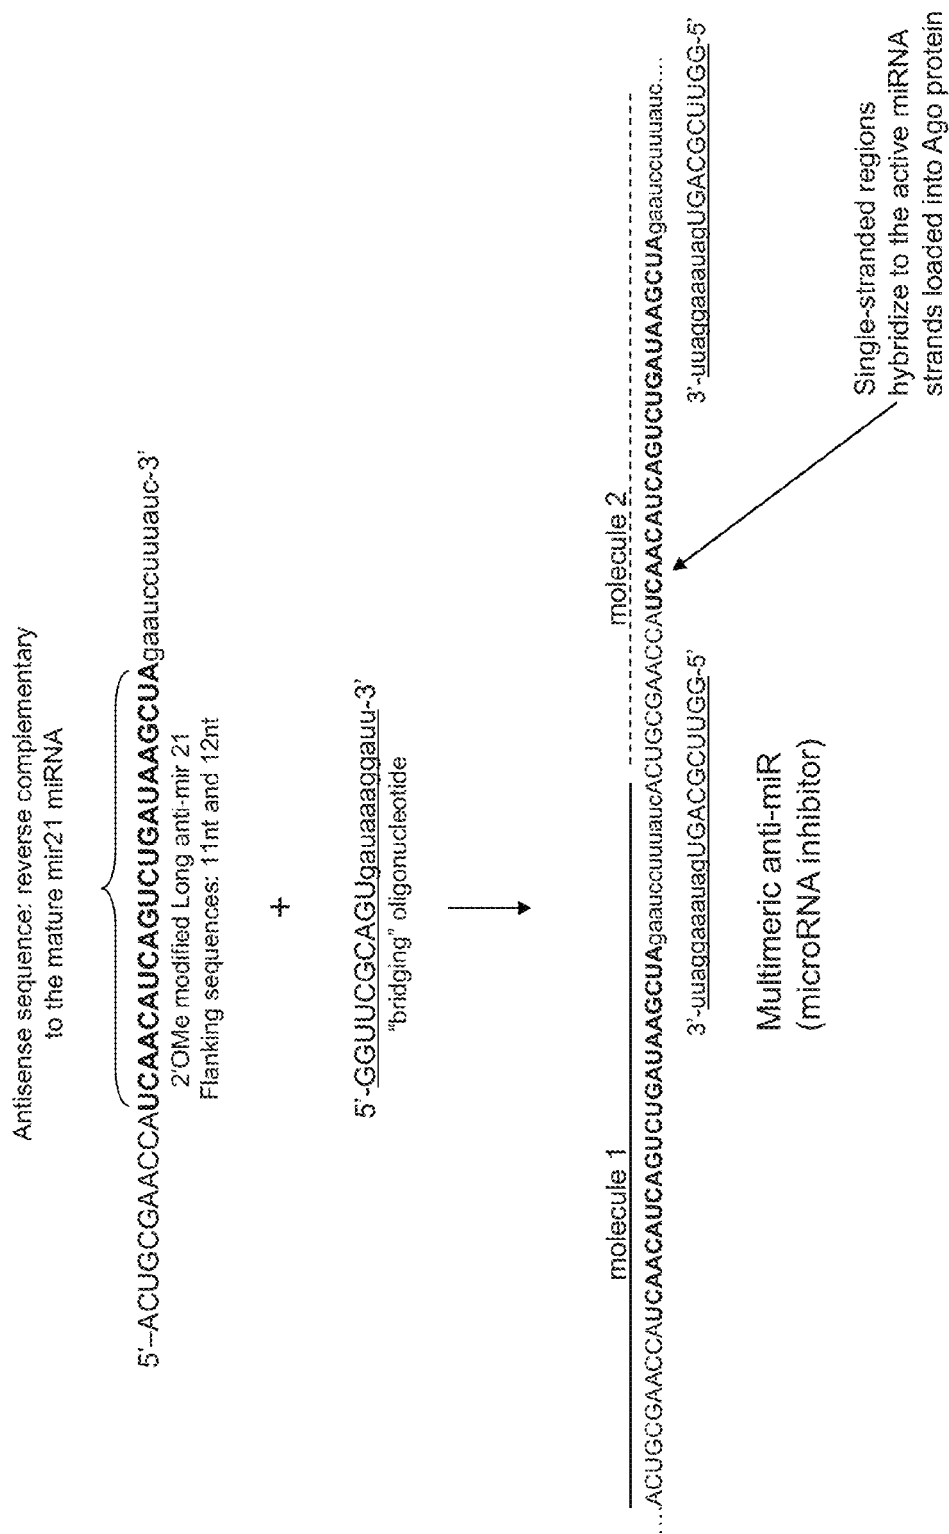 Antisense sequence: reverse complementary
to the mature mir21 miRNA
5'–ACUGCGAACCAUCAACAUCAGUCUGAUAAGCUAgaauccuuuauc-3'
2'OMe modified Long anti-mir 21
Flanking sequences: 11nt and 12nt
+
5'-GGUUCGCAGUgauaaaggauu-3'
"bridging" oligonucleotide
molecule 1
molecule 2
....ACUGCGAACCAUCAACAUCAGUCUGAUAAGCUAgaauccuuuaucACUGCGAACCAUCAACAUCAGUCUGAUAAGCUAgaauccuuuauc....
3'-uuaggaaauagUGACGCUUGG-5'
3'-uuaggaaauagUGACGCUUGG-5'
Multimeric anti-miR
(microRNA inhibitor)
Single-stranded regions
hybridize to the active miRNA
strands loaded into Ago protein